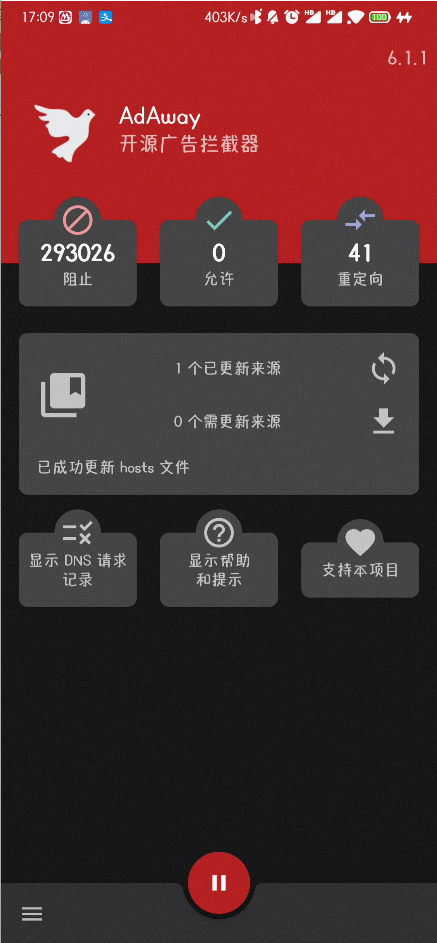 17:09 403K/s HD HD 100
6.1.1
AdAway
开源广告拦截器
293026 0 41
阻止 允许 重定向
1 个已更新来源
0 个需更新来源
已成功更新 hosts 文件
显示 DNS 请求 显示帮助 支持本项目
记录 和提示